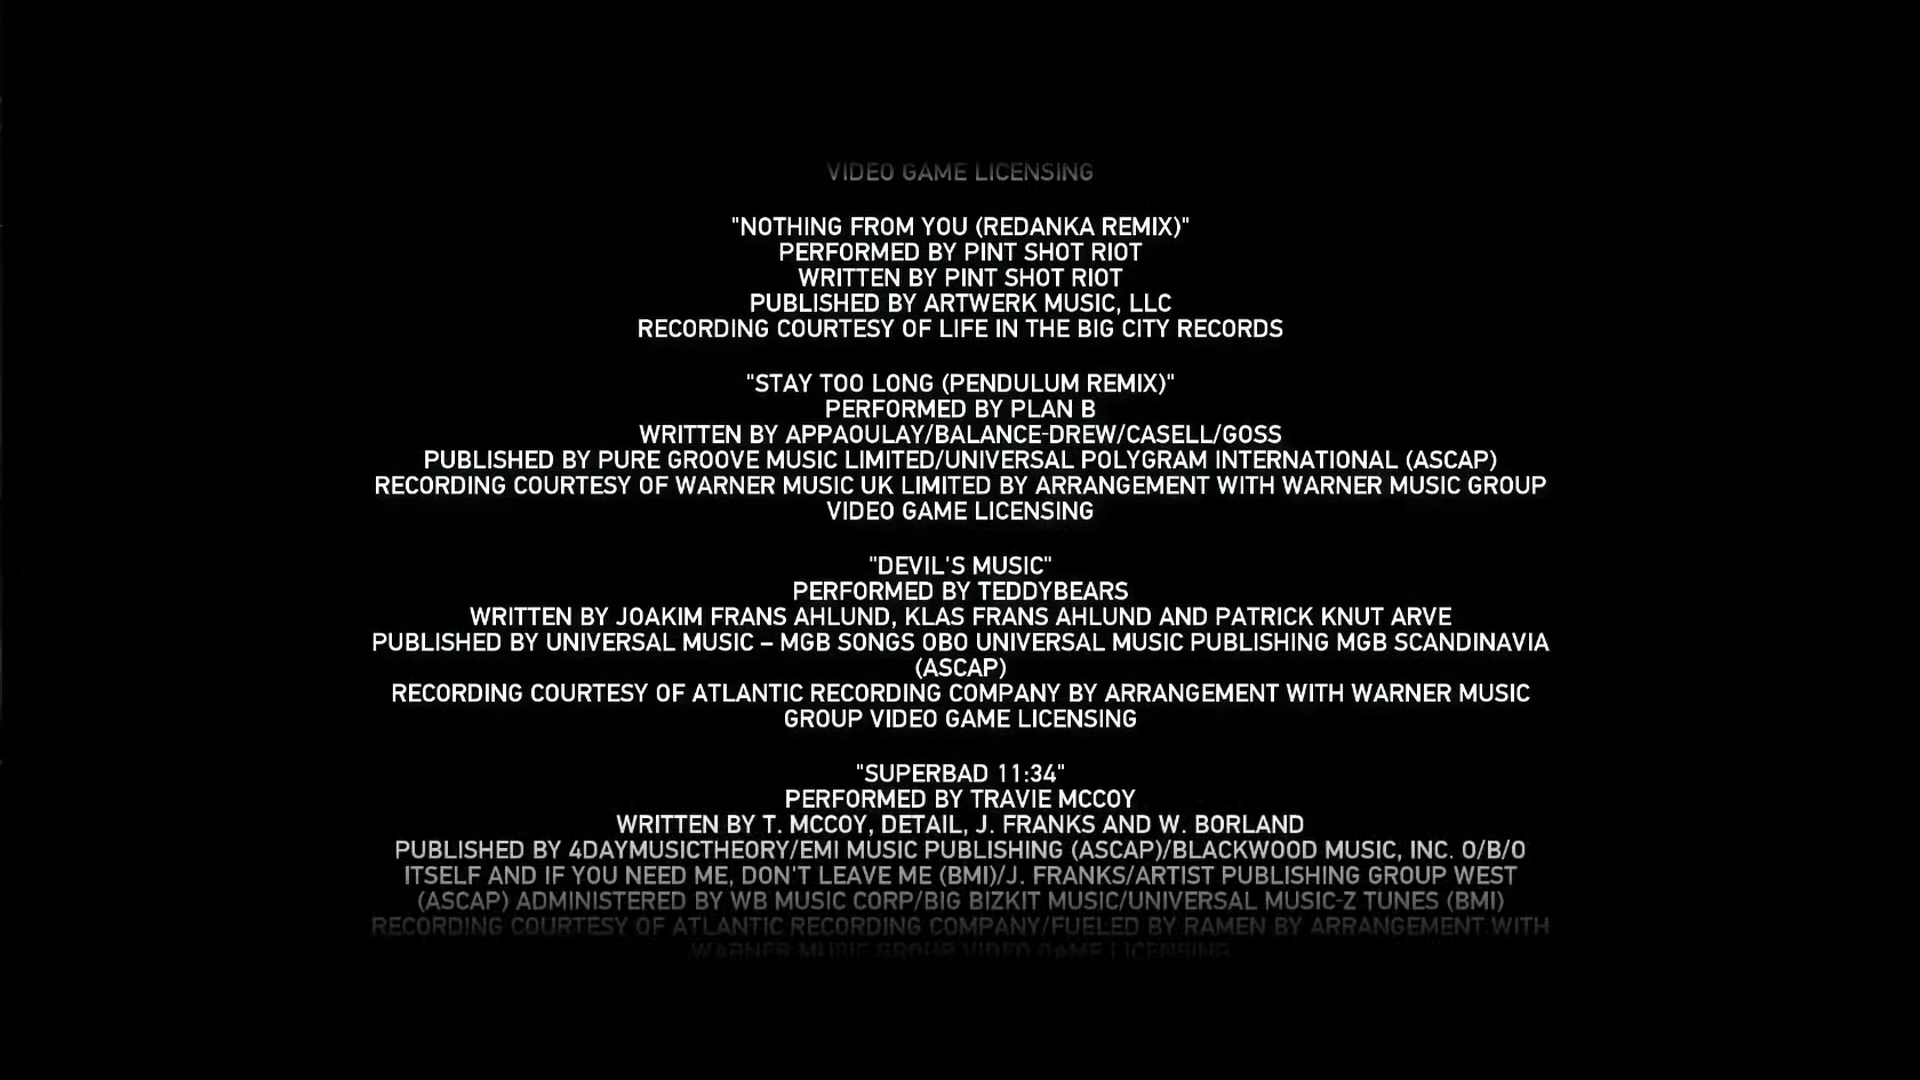 VIDEO GAME LICENSING
"NOTHING FROM YOU (REDANKA REMIX)"
PERFORMED BY PINT SHOT RIOT
WRITTEN BY PINT SHOT RIOT
PUBLISHED BY ARTWERK MUSIC, LLC
RECORDING COURTESY OF LIFE IN THE BIG CITY RECORDS
"STAY TOO LONG (PENDULUM REMIX)"
PERFORMED BY PLAN B
WRITTEN BY APPAOULAY/BALANCE-DREW/CASELL/GOSS
PUBLISHED BY PURE GROOVE MUSIC LIMITED/UNIVERSAL POLYGRAM INTERNATIONAL (ASCAP)
RECORDING COURTESY OF WARNER MUSIC UK LIMITED BY ARRANGEMENT WITH WARNER MUSIC GROUP
VIDEO GAME LICENSING
"DEVIL'S MUSIC"
PERFORMED BY TEDDYBEARS
WRITTEN BY JOAKIM FRANS AHLUND, KLAS FRANS AHLUND AND PATRICK KNUT ARVE
PUBLISHED BY UNIVERSAL MUSIC – MGB SONGS OBO UNIVERSAL MUSIC PUBLISHING MGB SCANDINAVIA
(ASCAP)
RECORDING COURTESY OF ATLANTIC RECORDING COMPANY BY ARRANGEMENT WITH WARNER MUSIC
GROUP VIDEO GAME LICENSING
"SUPERBAD 11:34"
PERFORMED BY TRAVIE MCCOY
WRITTEN BY T. MCCOY, DETAIL, J. FRANKS AND W. BORLAND
PUBLISHED BY 4DAYMUSICTHEORY/EMI MUSIC PUBLISHING (ASCAP)/BLACKWOOD MUSIC, INC. O/B/O
ITSELF AND IF YOU NEED ME, DON'T LEAVE ME (BMI)/J. FRANKS/ARTIST PUBLISHING GROUP WEST
(ASCAP) ADMINISTERED BY WB MUSIC CORP/BIG BIZKIT MUSIC/UNIVERSAL MUSIC-Z TUNES (BMI)
RECORDING COURTESY OF ATLANTIC RECORDING COMPANY/FUELED BY RAMEN BY ARRANGEMENT WITH
WARNER MUSIC GROUP VIDEO GAME LICENSING